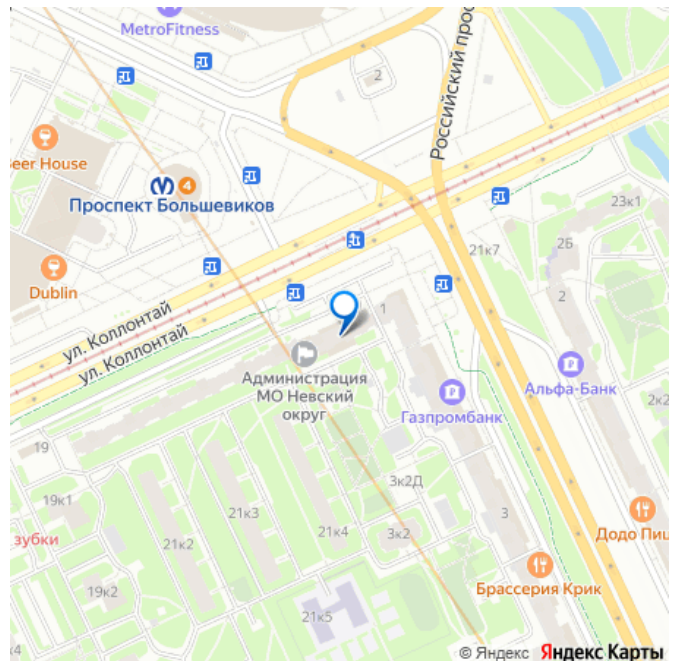 MetroFitness
2
Российский прос
Beer House
4
Проспект Большевиков
23к1
2Б
21к7
2
Dublin
1
ул. Коллонтай
ул. Коллонтай
Администрация
МО Невский
округ
Альфа-Банк
Газпромбанк
2к2
19
3к2Д
19к1
21к3
3
зубки
21к2
21к4
3к2
Додо Пиц
19к2
Брассерия Крик
21к5
к4
© Яндекс Яндекс Карты